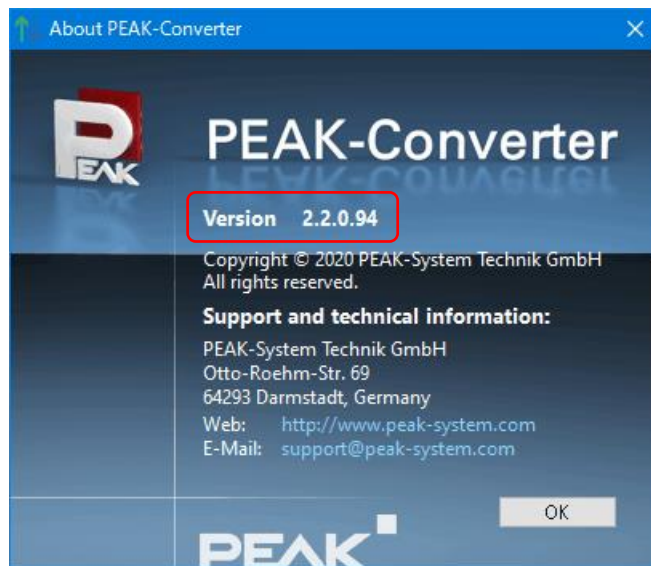 About PEAK-Converter
PEAK
PEAK-Converter
Version 2.2.0.94
Copyright © 2020 PEAK-System Technik GmbH
All rights reserved.
Support and technical information:
PEAK-System Technik GmbH
Otto-Roehm-Str. 69
64293 Darmstadt, Germany
Web: http://www.peak-system.com
E-Mail: support@peak-system.com
OK
PEAK